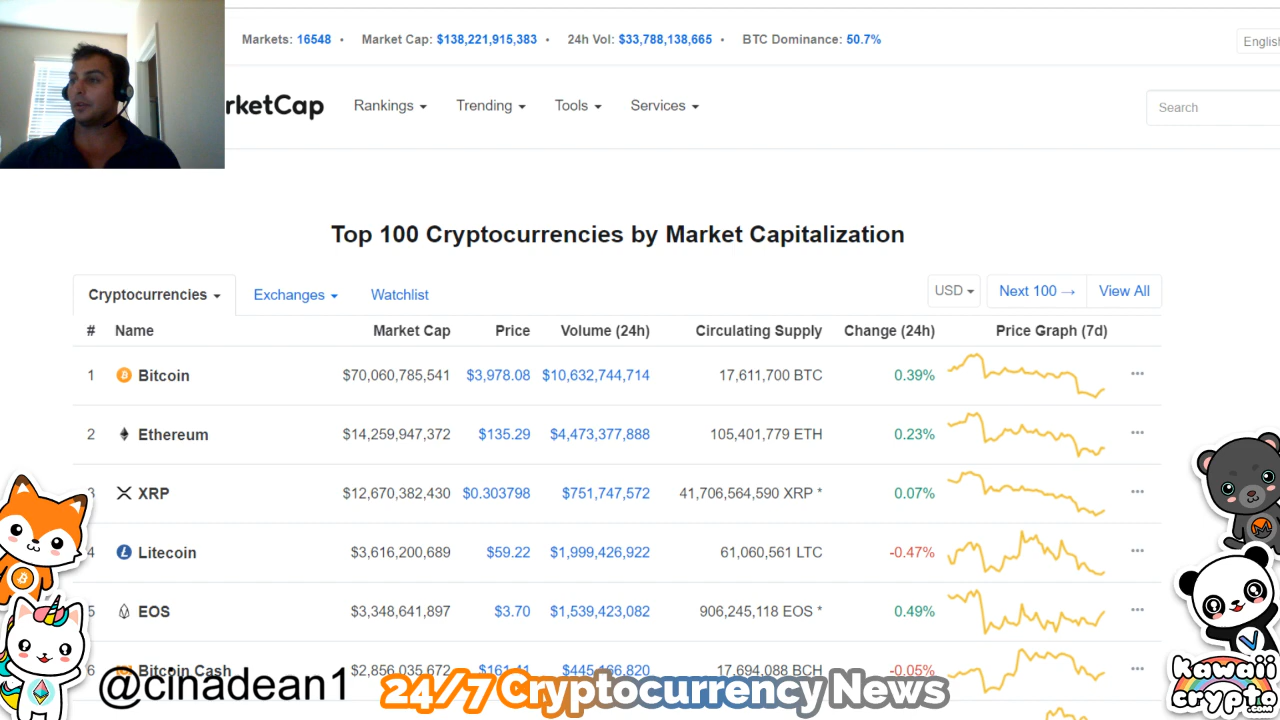 Markets: 16548 • Market Cap: $138,221,915,383 • 24h Vol: $33,788,138,665 • BTC Dominance: 50.7%
English
rketCap Rankings Trending Tools Services Search
Top 100 Cryptocurrencies by Market Capitalization
Cryptocurrencies Exchanges Watchlist USD Next 100 → View All
# Name Market Cap Price Volume (24h) Circulating Supply Change (24h) Price Graph (7d)
1 Bitcoin $70,060,785,541 $3,978.08 $10,632,744,714 17,611,700 BTC 0.39%
2 Ethereum $14,259,947,372 $135.29 $4,473,377,888 105,401,779 ETH 0.23%
3 XRP $12,670,382,430 $0.303798 $751,747,572 41,706,564,590 XRP * 0.07%
4 Litecoin $3,616,200,689 $59.22 $1,999,426,922 61,060,561 LTC -0.47%
5 EOS $3,348,641,897 $3.70 $1,539,423,082 906,245,118 EOS * 0.49%
6 Bitcoin Cash $2,856,035,672 17,694,088 BCH -0.05%
@cinadean1
24/7 Cryptocurrency News
kawaii
crypto.com